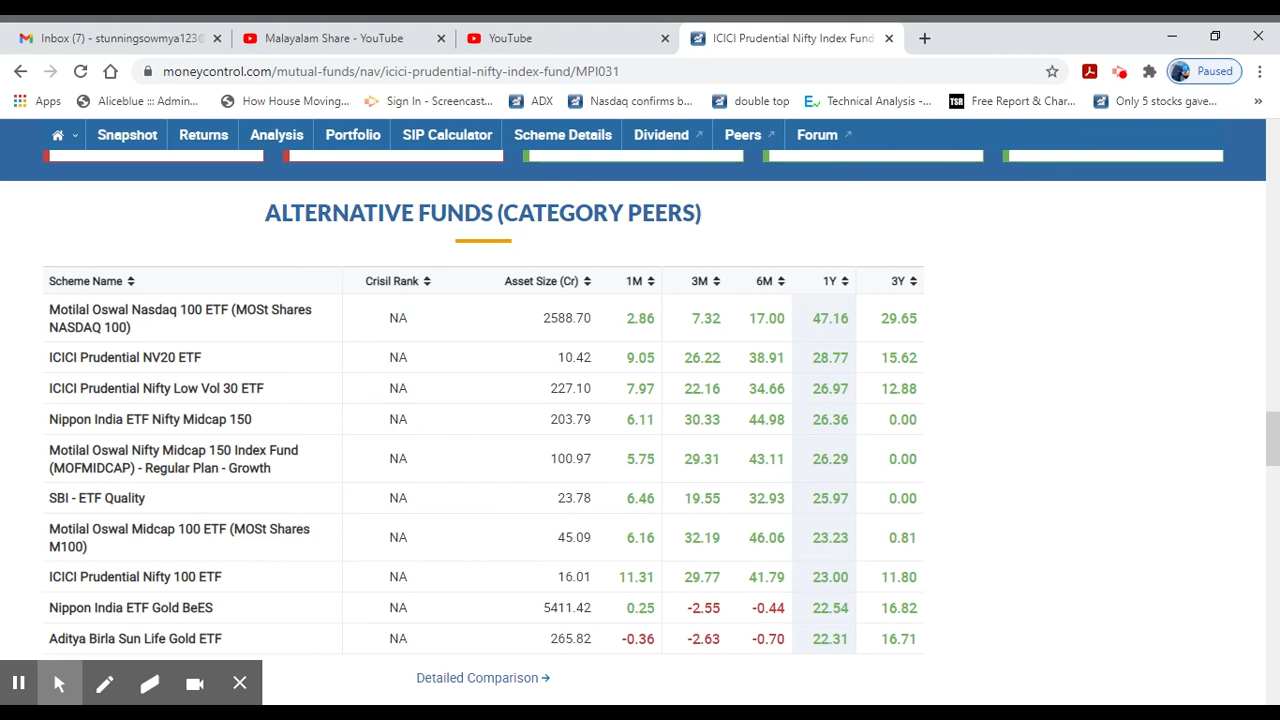 Inbox (7) - stunningsowmya123@
Malayalam Share - YouTube
YouTube
ICICI Prudential Nifty Index Fund
moneycontrol.com/mutual-funds/nav/icici-prudential-nifty-index-fund/MPI031
Paused
Apps
Aliceblue ::: Admin...
How House Moving...
Sign In - Screencast...
ADX
Nasdaq confirms b...
double top
Technical Analysis -...
TSR
Free Report & Char...
Only 5 stocks gave...
»
Snapshot Returns Analysis Portfolio SIP Calculator Scheme Details Dividend Peers Forum
ALTERNATIVE FUNDS (CATEGORY PEERS)
Scheme Name Crisil Rank Asset Size (Cr) 1M 3M 6M 1Y 3Y
Motilal Oswal Nasdaq 100 ETF (MOSt Shares
NASDAQ 100) NA 2588.70 2.86 7.32 17.00 47.16 29.65
ICICI Prudential NV20 ETF NA 10.42 9.05 26.22 38.91 28.77 15.62
ICICI Prudential Nifty Low Vol 30 ETF NA 227.10 7.97 22.16 34.66 26.97 12.88
Nippon India ETF Nifty Midcap 150 NA 203.79 6.11 30.33 44.98 26.36 0.00
Motilal Oswal Nifty Midcap 150 Index Fund
(MOFMIDCAP) - Regular Plan - Growth NA 100.97 5.75 29.31 43.11 26.29 0.00
SBI - ETF Quality NA 23.78 6.46 19.55 32.93 25.97 0.00
Motilal Oswal Midcap 100 ETF (MOSt Shares
M100) NA 45.09 6.16 32.19 46.06 23.23 0.81
ICICI Prudential Nifty 100 ETF NA 16.01 11.31 29.77 41.79 23.00 11.80
Nippon India ETF Gold BeES NA 5411.42 0.25 -2.55 -0.44 22.54 16.82
Aditya Birla Sun Life Gold ETF NA 265.82 -0.36 -2.63 -0.70 22.31 16.71
Detailed Comparison →